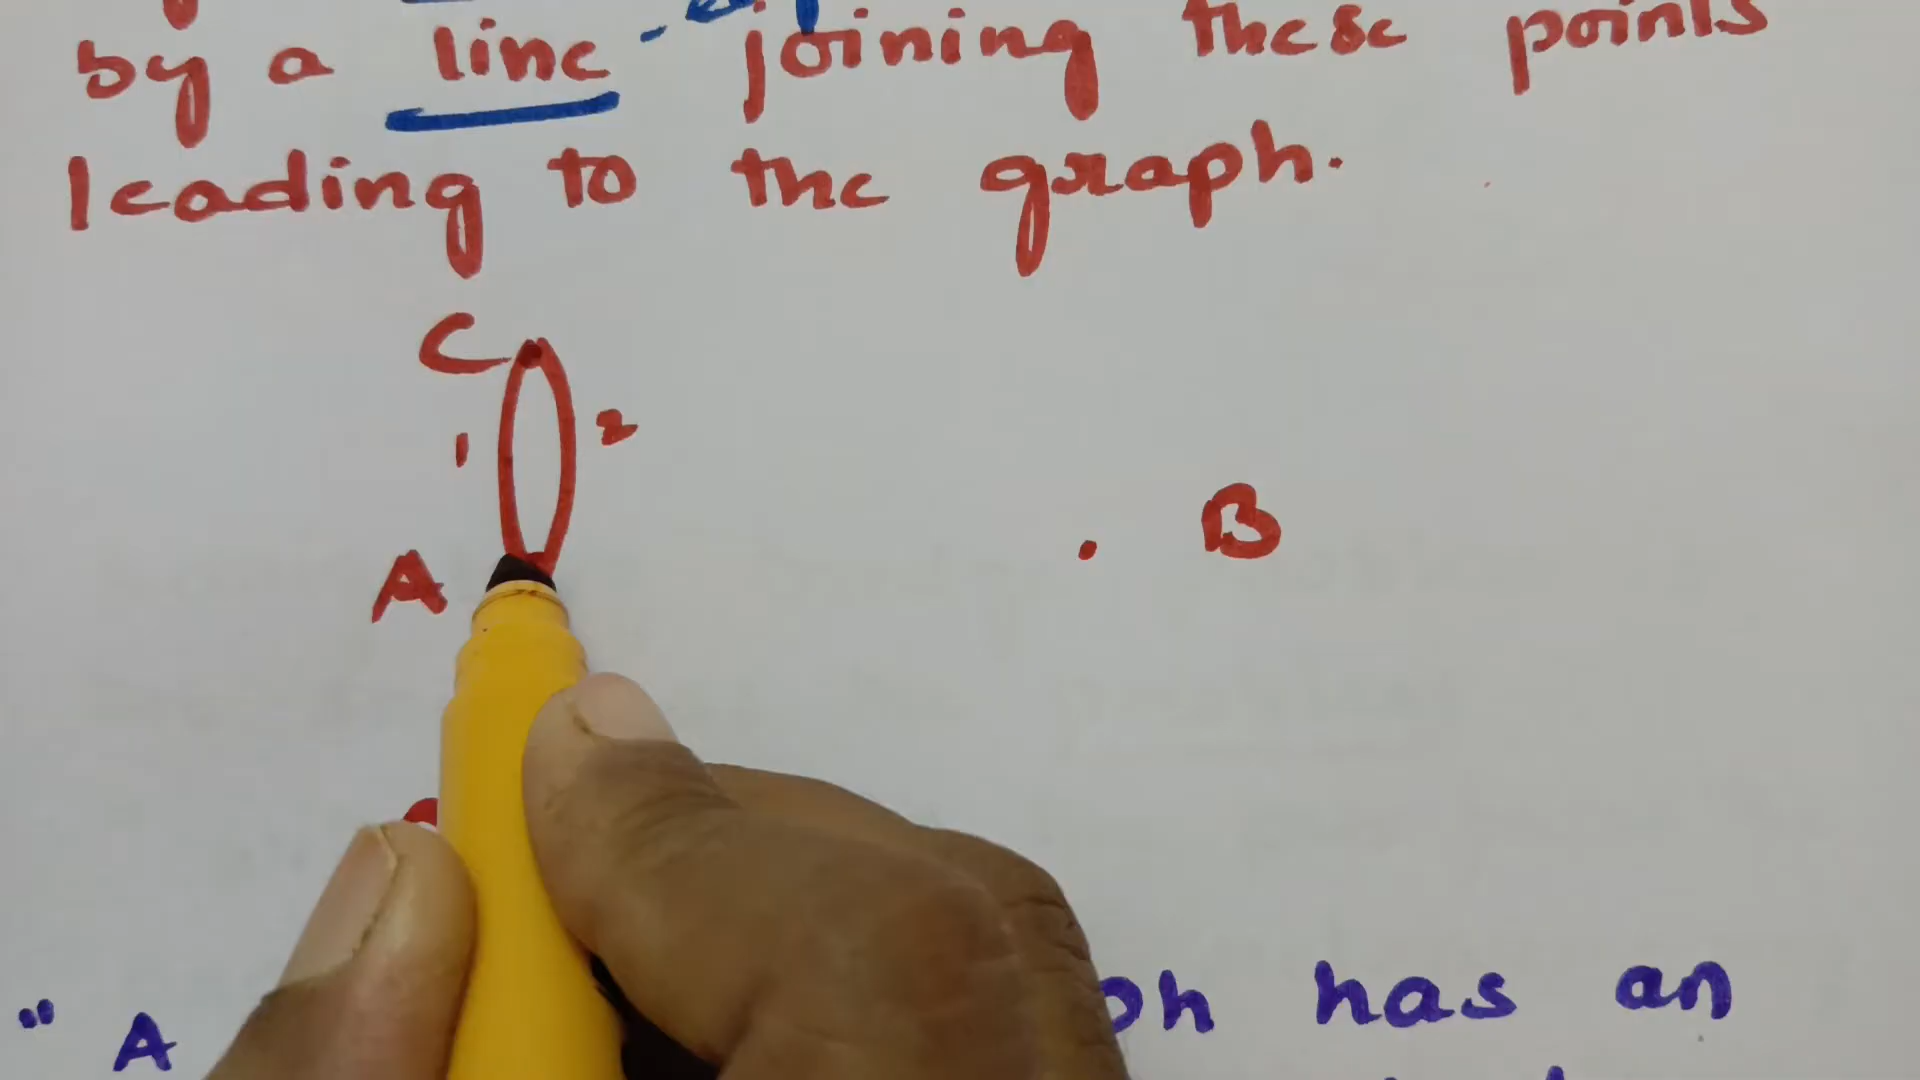 by a line - joining these points
leading to the graph.
C
1 2
B
A
" A ph has an